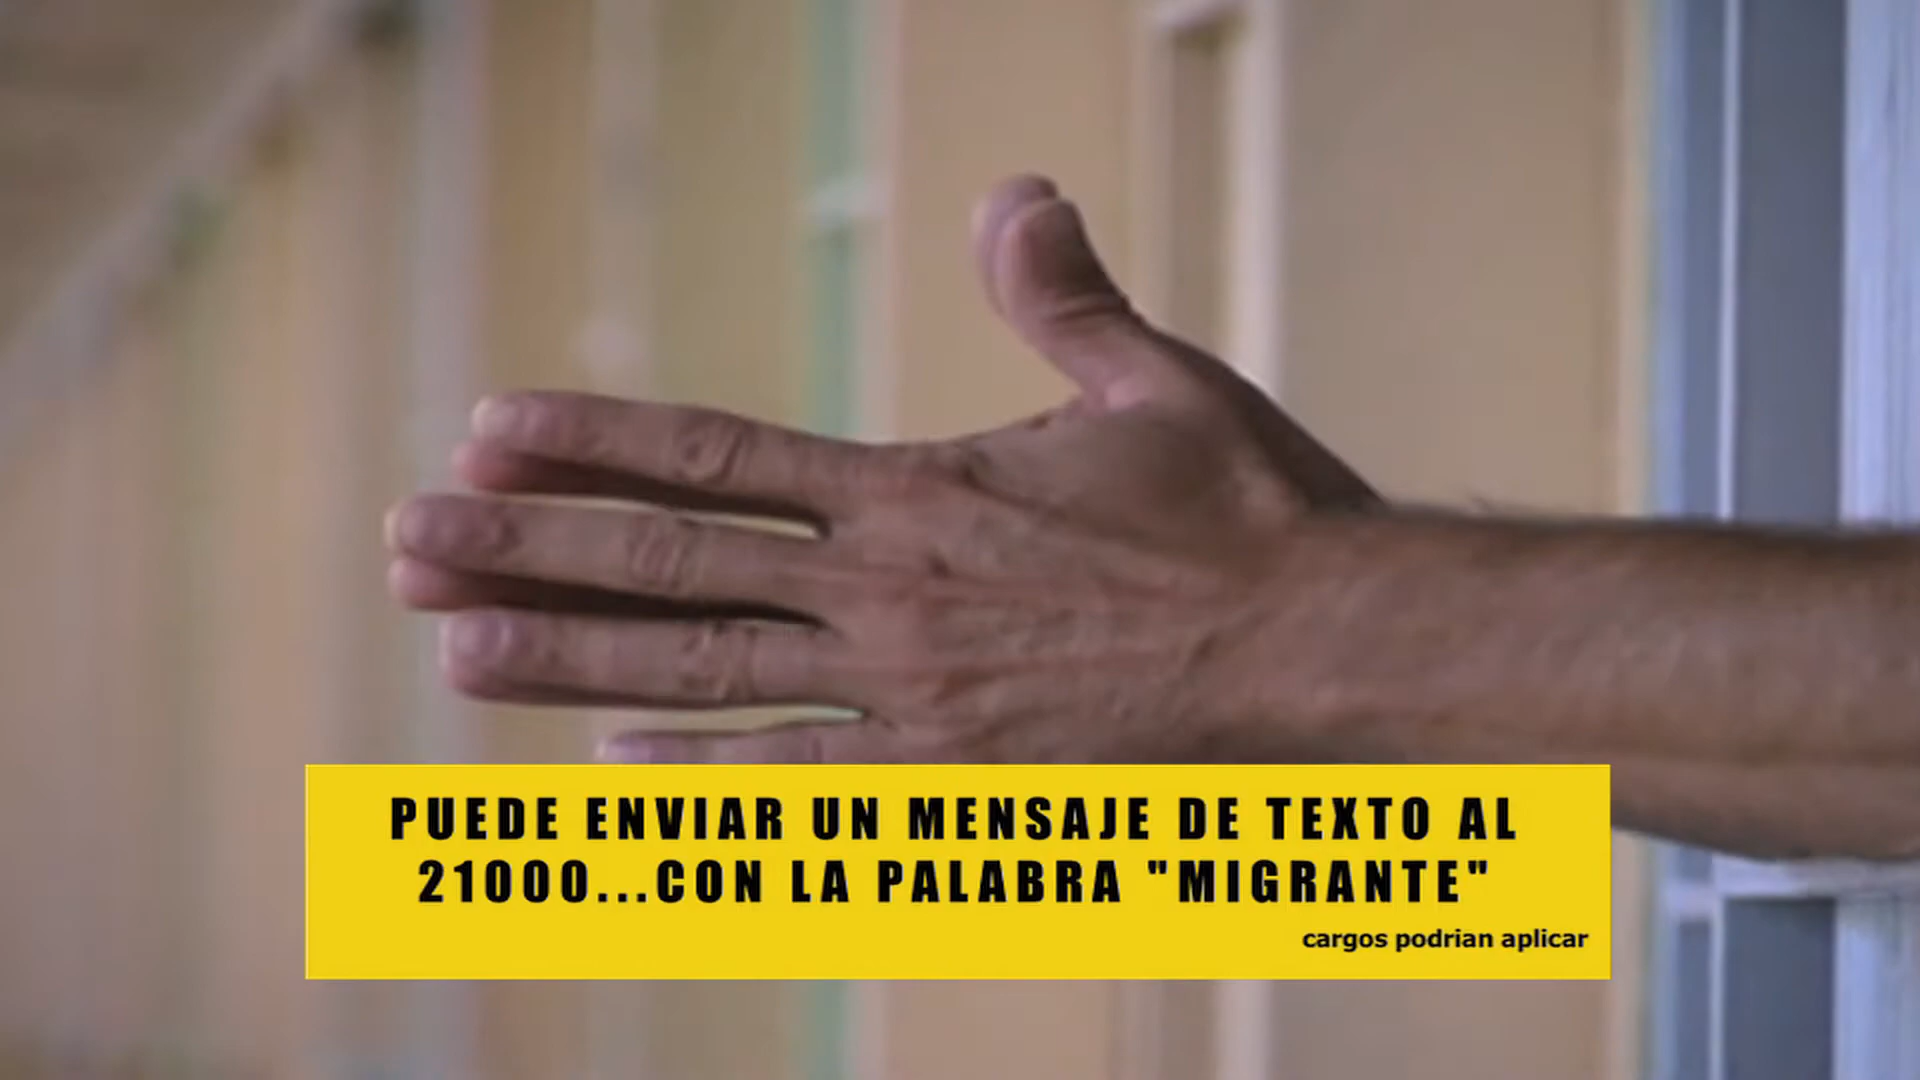 PUEDE ENVIAR UN MENSAJE DE TEXTO AL
21000...CON LA PALABRA "MIGRANTE"
cargos podrian aplicar